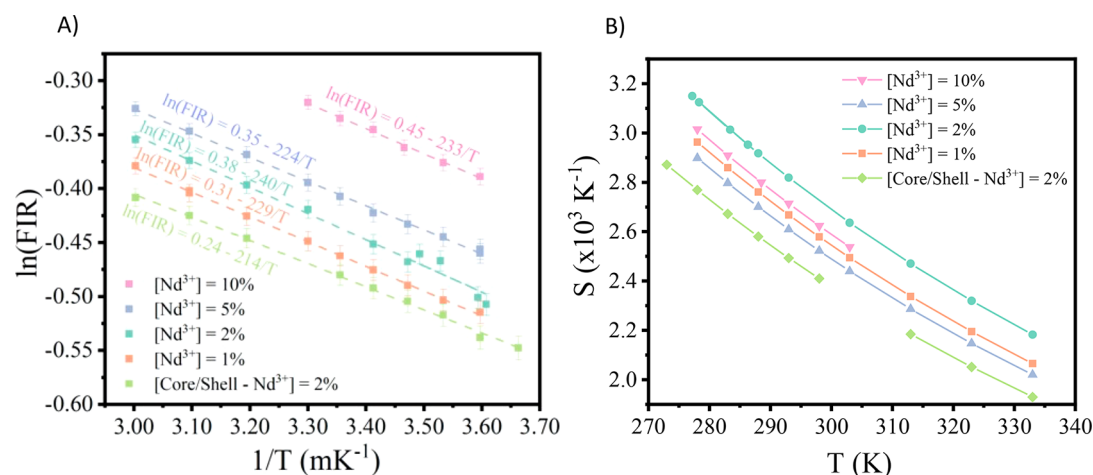 A)
ln(FIR)
-0.30
-0.35
-0.40
-0.45
-0.50
-0.55
-0.60
ln(FIR) = 0.35 - 224/T
ln(FIR) = 0.45 - 233/T
ln(FIR) = 0.38 - 240/T
ln(FIR) = 0.31 - 229/T
ln(FIR) = 0.24 - 214/T
[Nd³⁺] = 10%
[Nd³⁺] = 5%
[Nd³⁺] = 2%
[Nd³⁺] = 1%
[Core/Shell - Nd³⁺] = 2%
3.00 3.10 3.20 3.30 3.40 3.50 3.60 3.70
1/T (mK⁻¹)
B)
S (x10³ K⁻¹)
3.2
3.0
2.8
2.6
2.4
2.2
2.0
[Nd³⁺] = 10%
[Nd³⁺] = 5%
[Nd³⁺] = 2%
[Nd³⁺] = 1%
[Core/Shell - Nd³⁺] = 2%
270 280 290 300 310 320 330 340
T (K)